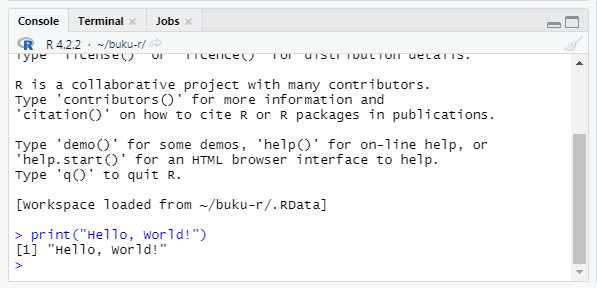 Console Terminal Jobs
R R 4.2.2 · ~/buku-r/
Type 'license()' or 'licence()' for distribution details.
R is a collaborative project with many contributors.
Type 'contributors()' for more information and
'citation()' on how to cite R or R packages in publications.
Type 'demo()' for some demos, 'help()' for on-line help, or
'help.start()' for an HTML browser interface to help.
Type 'q()' to quit R.
[Workspace loaded from ~/buku-r/.RData]
> print("Hello, World!")
[1] "Hello, World!"
>